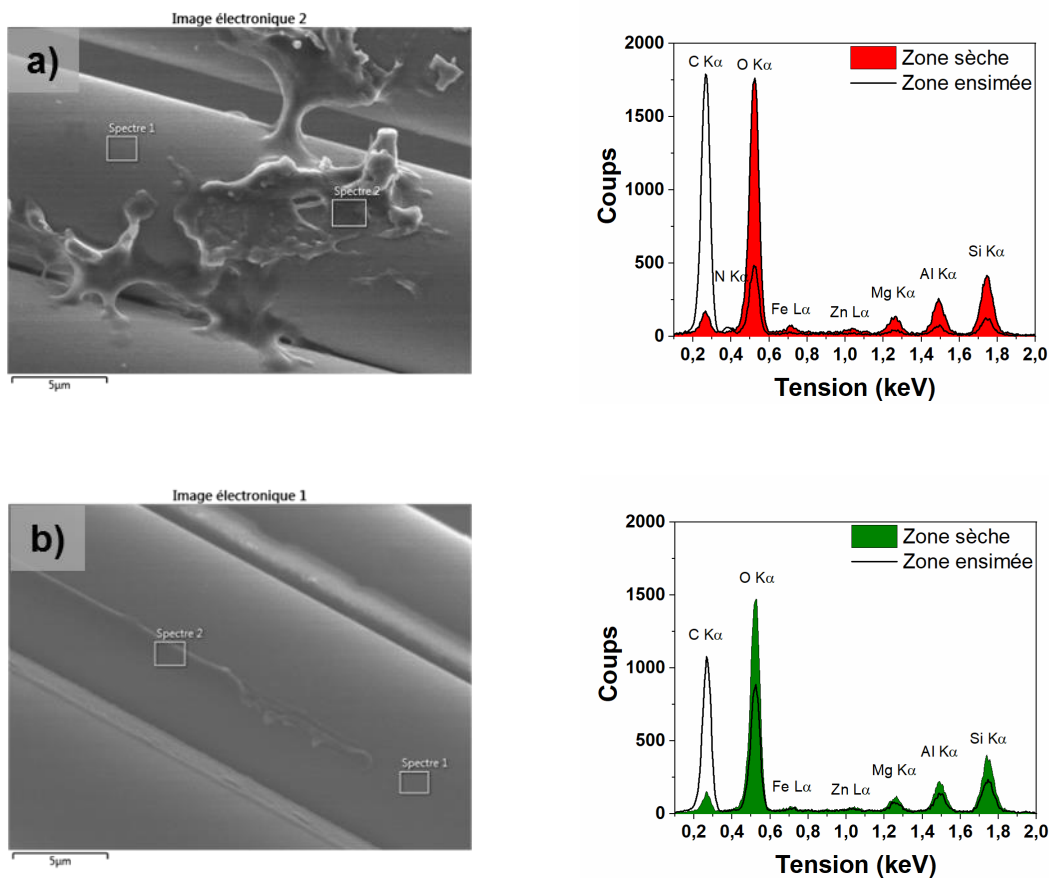 Image électronique 2
a)
Spectre 1
Spectre 2
5µm
2000
1500
1000
500
0
Coups
C Kα
O Kα
N Kα
Fe Lα
Zn Lα
Mg Kα
Al Kα
Si Kα
Zone sèche
Zone ensimée
0,2 0,4 0,6 0,8 1,0 1,2 1,4 1,6 1,8 2,0
Tension (keV)
Image électronique 1
b)
Spectre 2
Spectre 1
5µm
2000
1500
1000
500
0
Coups
C Kα
O Kα
Fe Lα
Zn Lα
Mg Kα
Al Kα
Si Kα
Zone sèche
Zone ensimée
0,2 0,4 0,6 0,8 1,0 1,2 1,4 1,6 1,8 2,0
Tension (keV)